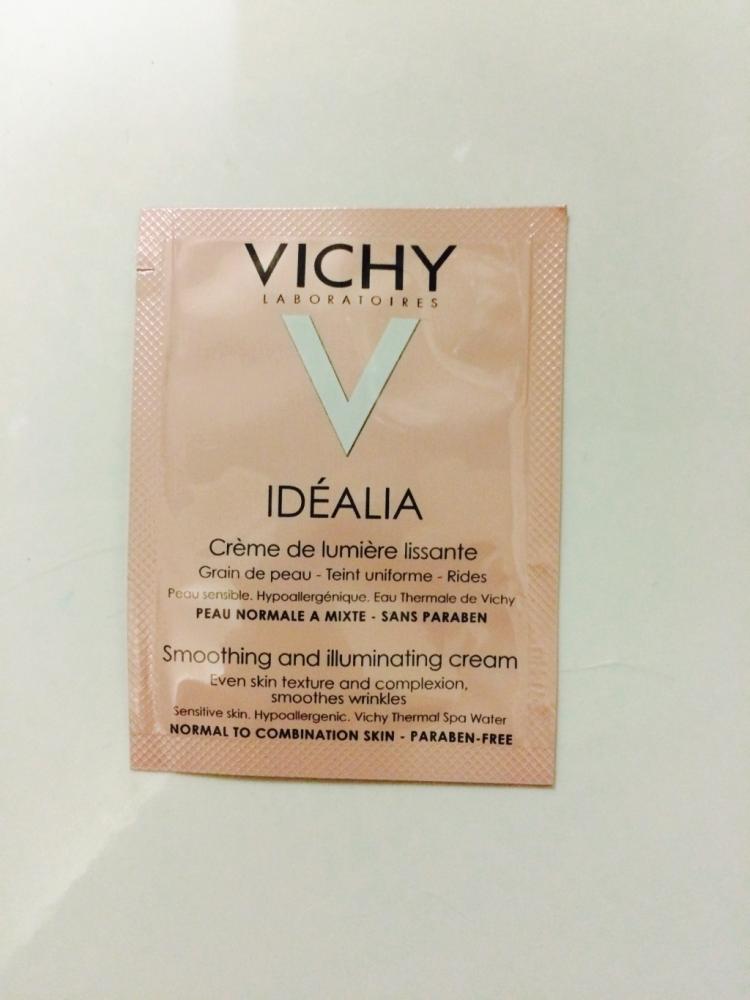 VICHY
LABORATOIRES
V
IDÉALIA
Crème de lumière lissante
Grain de peau - Teint uniforme - Rides
Peau sensible. Hypoallergénique. Eau Thermale de Vichy
PEAU NORMALE A MIXTE - SANS PARABEN
Smoothing and illuminating cream
Even skin texture and complexion,
smoothes wrinkles
Sensitive skin. Hypoallergenic. Vichy Thermal Spa Water
NORMAL TO COMBINATION SKIN - PARABEN-FREE